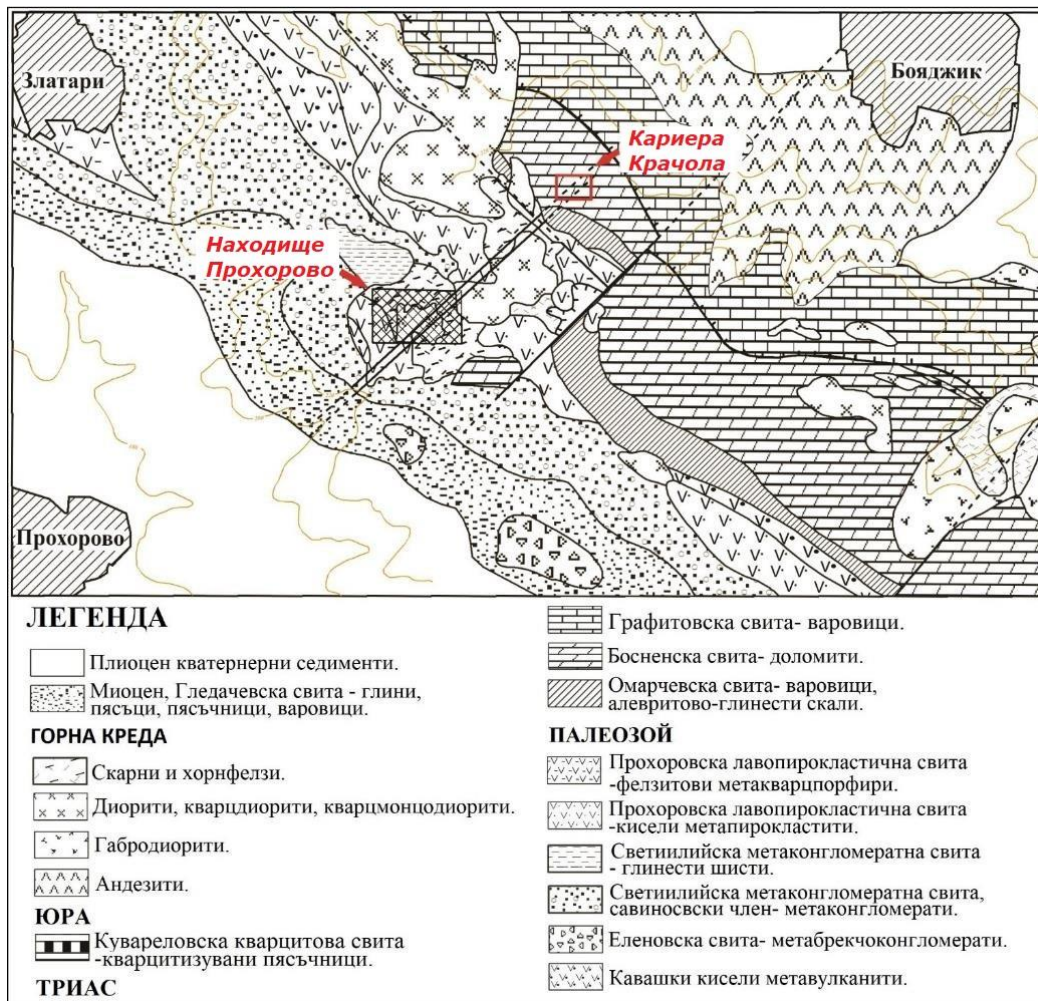 Златари
Бояджик
Кариера
Крачола
Находище
Прохорово
Прохорово
ЛЕГЕНДА
Плиоцен кватернерни седименти.
Миоцен, Гледачевска свита - глини,
пясъци, пясъчници, варовици.
ГОРНА КРЕДА
Скарни и хорнфелзи.
Диорити, кварцдиорити, кварцмонцодиорити.
Габродиорити.
Андезити.
ЮРА
Кувареловска кварцитова свита
-кварцитизувани пясъчници.
ТРИАС
Графитовска свита- варовици.
Босненска свита- доломити.
Омарчевска свита- варовици,
алевритово-глинести скали.
ПАЛЕОЗОЙ
Прохоровска лавопирокластична свита
-фелзитови метакварцпорфири.
Прохоровска лавопирокластична свита
-кисели метапирокластити.
Светиилийска метаконгломератна свита
- глинести шисти.
Светиилийска метаконгломератна свита,
савиносвски член- метаконгломерати.
Еленовска свита- метабрекчоконгломерати.
Кавашки кисели метавулканити.